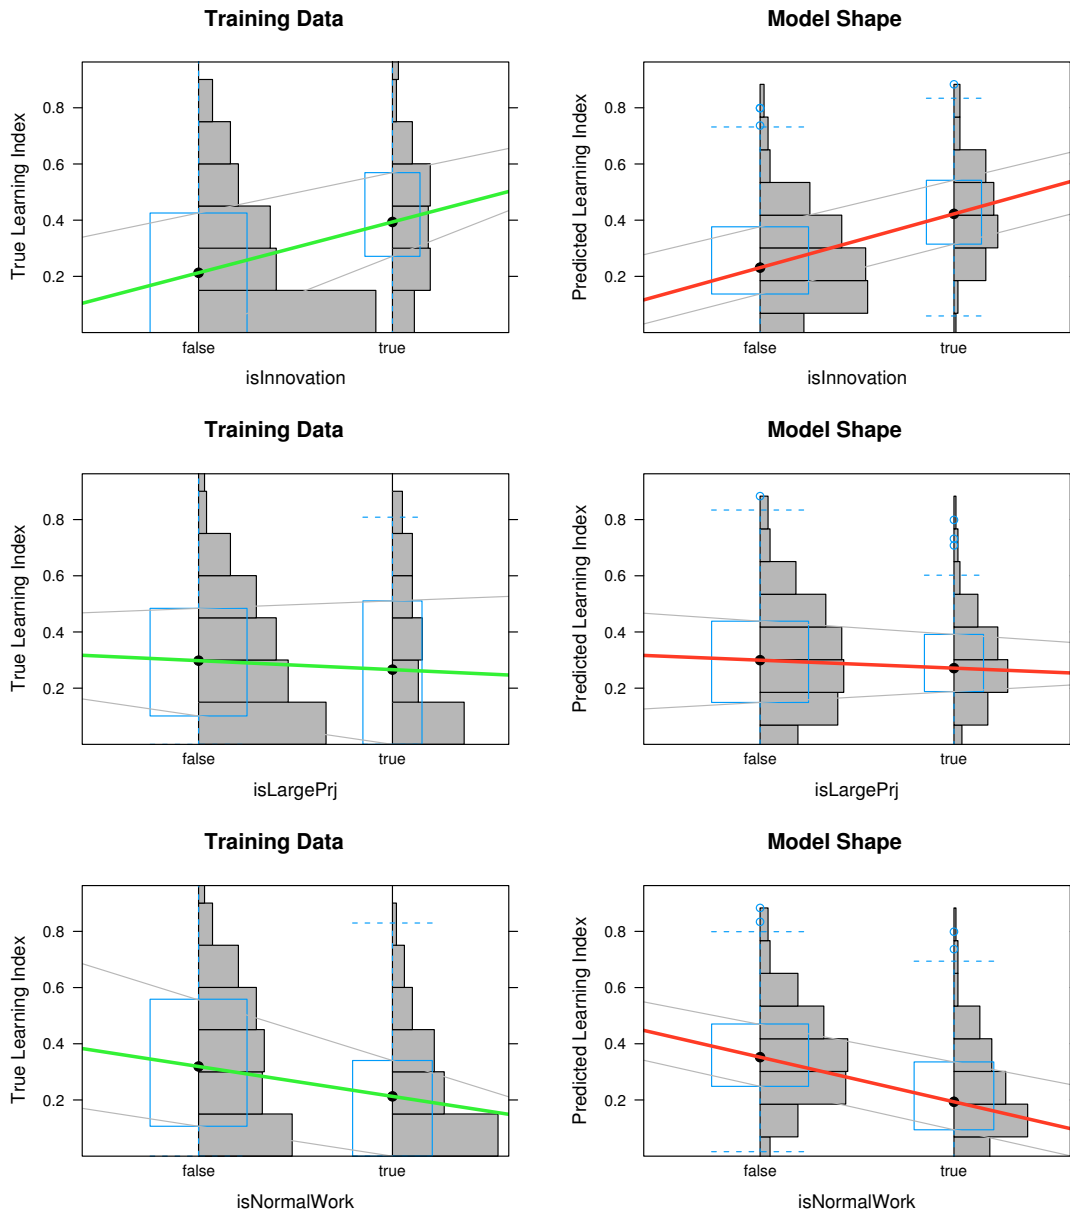 Training Data
True Learning Index
0.8
0.6
0.4
0.2
false true
isInnovation
Model Shape
Predicted Learning Index
0.8
0.6
0.4
0.2
false true
isInnovation
Training Data
True Learning Index
0.8
0.6
0.4
0.2
false true
isLargePrj
Model Shape
Predicted Learning Index
0.8
0.6
0.4
0.2
false true
isLargePrj
Training Data
True Learning Index
0.8
0.6
0.4
0.2
false true
isNormalWork
Model Shape
Predicted Learning Index
0.8
0.6
0.4
0.2
false true
isNormalWork